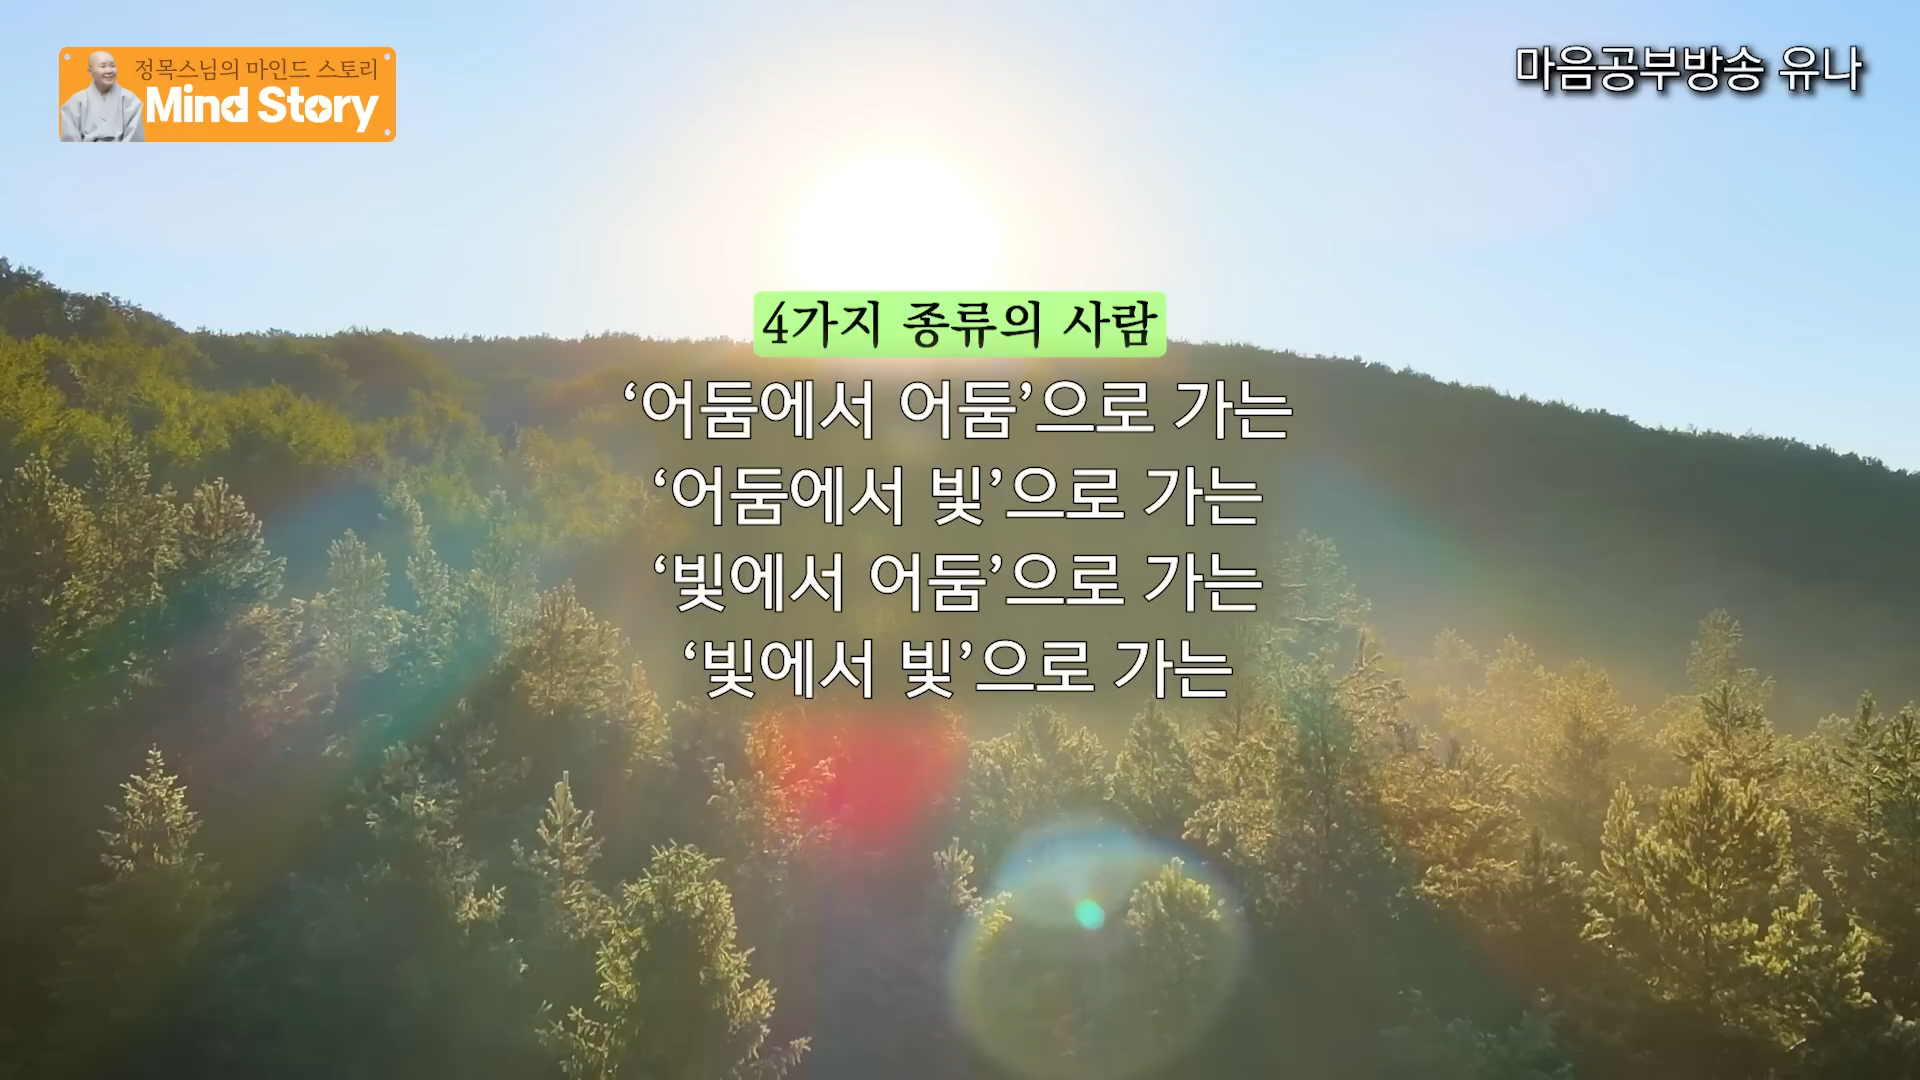 정목스님의 마인드 스토리
Mind Story
마음공부방송 유나
4가지 종류의 사람
‘어둠에서 어둠’으로 가는
‘어둠에서 빛’으로 가는
‘빛에서 어둠’으로 가는
‘빛에서 빛’으로 가는